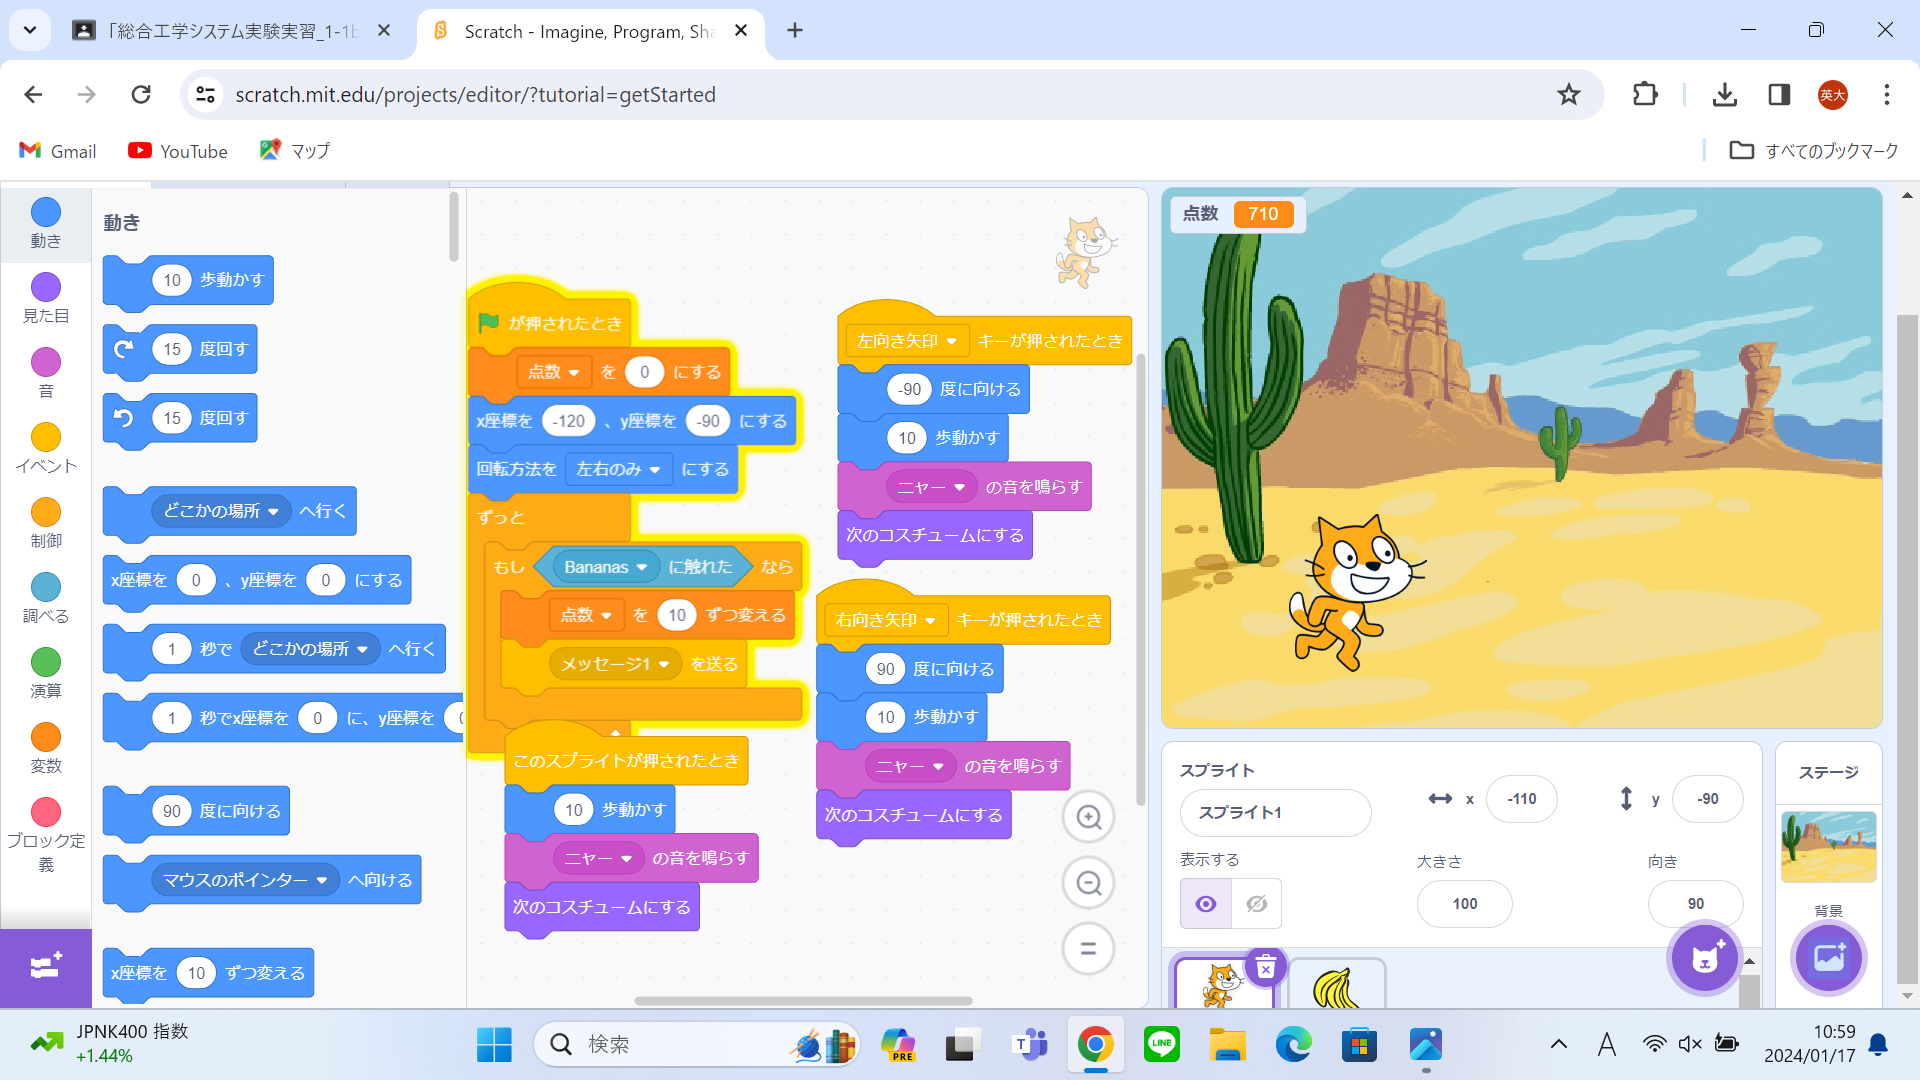 「総合工学システム実験実習_1-1b
Scratch - Imagine, Program, Sha
scratch.mit.edu/projects/editor/?tutorial=getStarted
英大
Gmail
YouTube
マップ
すべてのブックマーク
動き
見た目
音
イベント
制御
調べる
演算
変数
ブロック定
義
動き
10 歩動かす
15 度回す
15 度回す
どこかの場所 へ行く
x座標を 0 、y座標を 0 にする
1 秒で どこかの場所 へ行く
1 秒でx座標を 0 に、y座標を
90 度に向ける
マウスのポインター へ向ける
x座標を 10 ずつ変える
が押されたとき
点数 を 0 にする
x座標を -120 、y座標を -90 にする
回転方法を 左右のみ にする
ずっと
もし Bananas に触れた なら
点数 を 10 ずつ変える
メッセージ1 を送る
このスプライトが押されたとき
10 歩動かす
ニャー の音を鳴らす
次のコスチュームにする
左向き矢印 キーが押されたとき
-90 度に向ける
10 歩動かす
ニャー の音を鳴らす
次のコスチュームにする
右向き矢印 キーが押されたとき
90 度に向ける
10 歩動かす
ニャー の音を鳴らす
次のコスチュームにする
点数 710
スプライト
スプライト1
x -110
y -90
表示する
大きさ
100
向き
90
ステージ
背景
JPNK400 指数
+1.44%
検索
PRE
LINE
A
10:59
2024/01/17